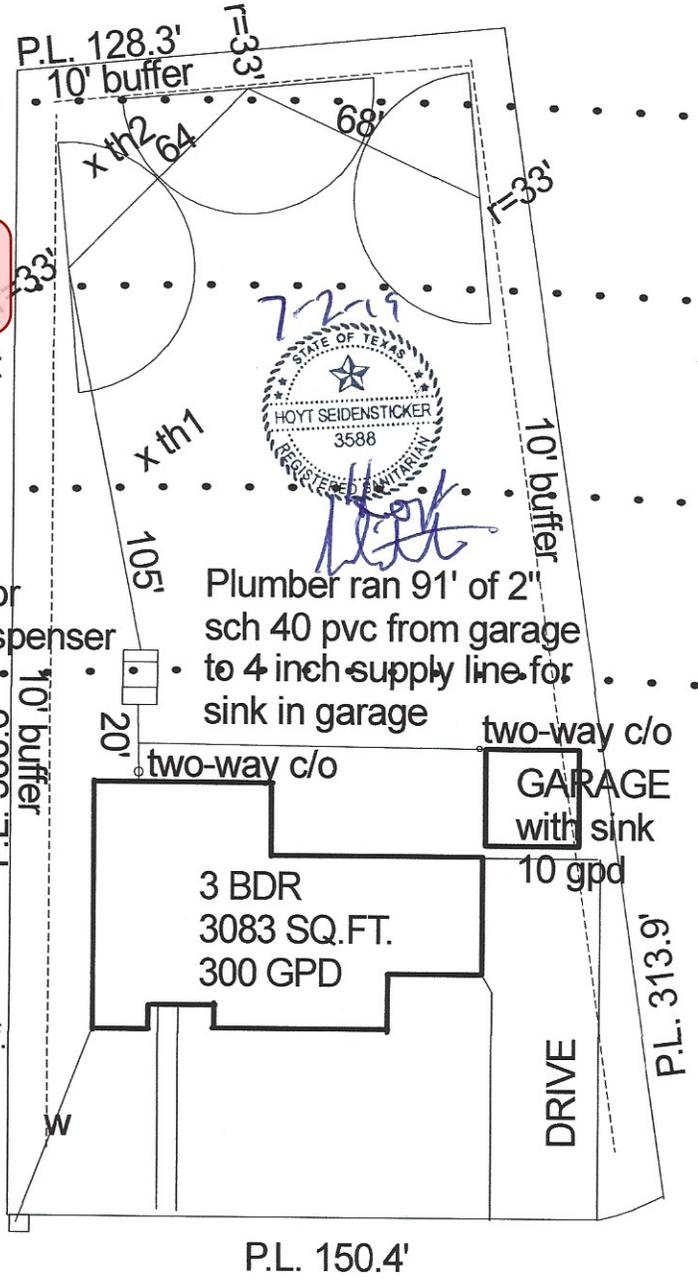 P.L. 128.3'
r=33'
10' buffer
x th2
64
68'
r=33'
=33'
7-2-19
STATE OF TEXAS
HOYT SEIDENSTICKER
3588
REGISTERED SANITARIAN
x th1
10' buffer
105'
Plumber ran 91' of 2"
sch 40 pvc from garage
to 4 inch supply line for
sink in garage
or
spenser
10' buffer
20'
two-way c/o
two-way c/o
GARAGE
with sink
10 gpd
3 BDR
3083 SQ.FT.
300 GPD
P.L. 313.9'
DRIVE
w
P.L. 150.4'